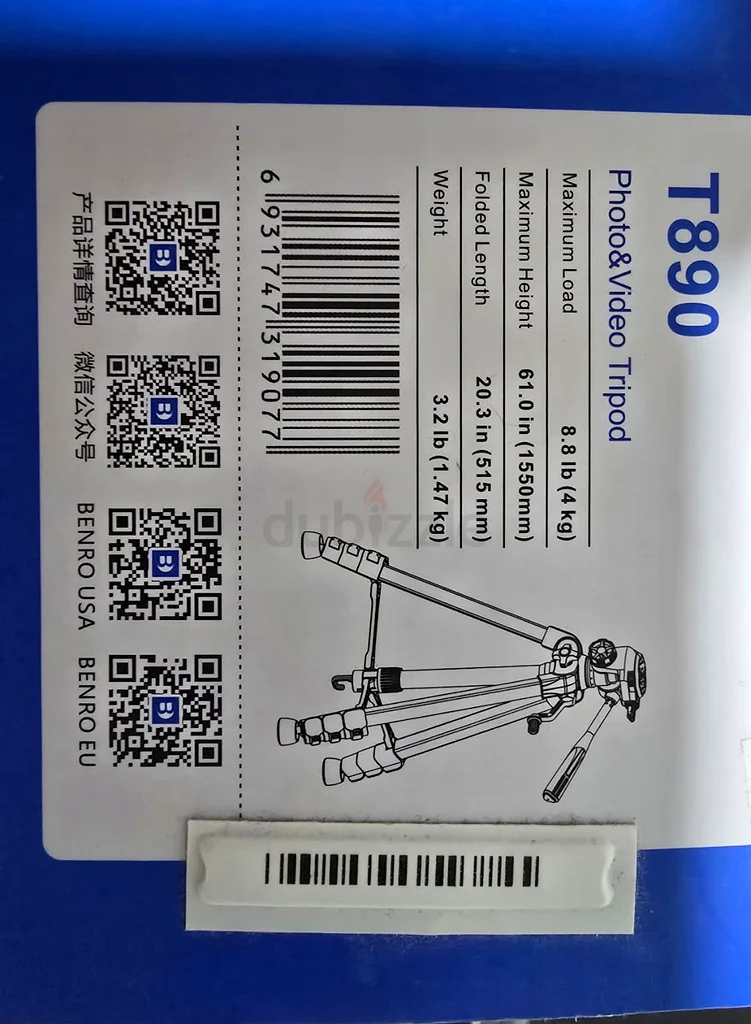 T890
Photo&Video Tripod
Maximum Load 8.8 lb (4 kg)
Maximum Height 61.0 in (1550mm)
Folded Length 20.3 in (515 mm)
Weight 3.2 lb (1.47 kg)
6 931747 319077
产品详情查询
微信公众号
BENRO USA
BENRO EU
dubizzle